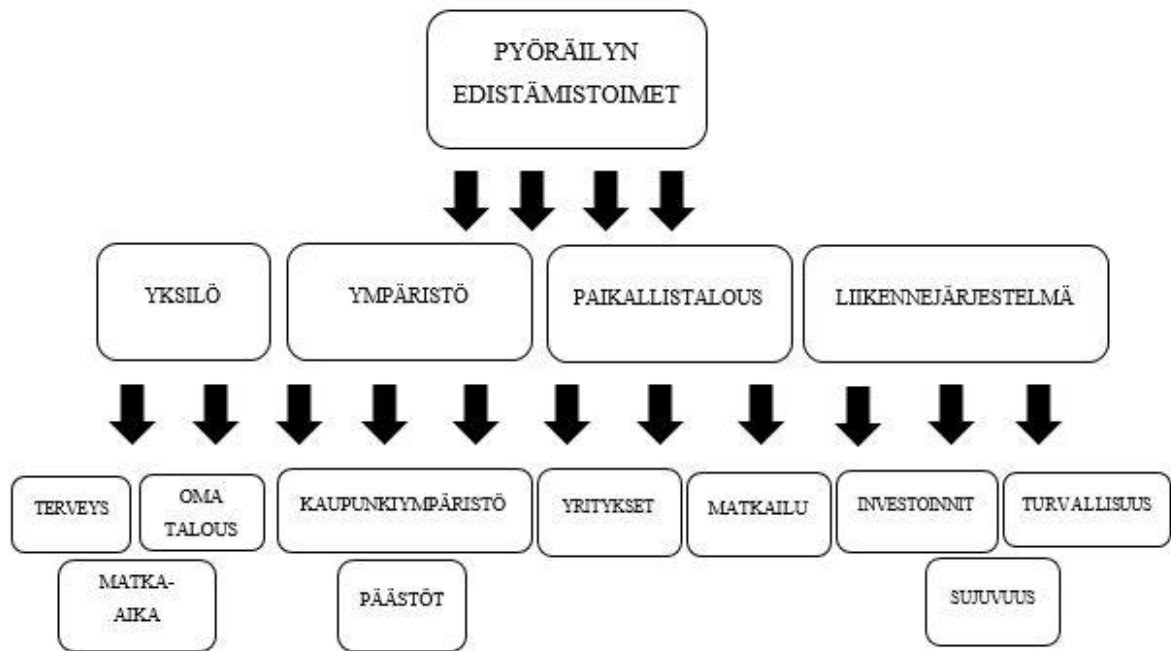 PYÖRÄILYN
EDISTÄMISTOIMET
YKSILÖ
YMPÄRISTÖ
PAIKALLISTALOUS
LIIKENNEJÄRJESTELMÄ
TERVEYS
OMA
TALOUS
KAUPUNKIYMPÄRISTÖ
YRITYKSET
MATKAILU
INVESTOINNIT
TURVALLISUUS
MATKA-
AIKA
PÄÄSTÖT
SUJUVUUS